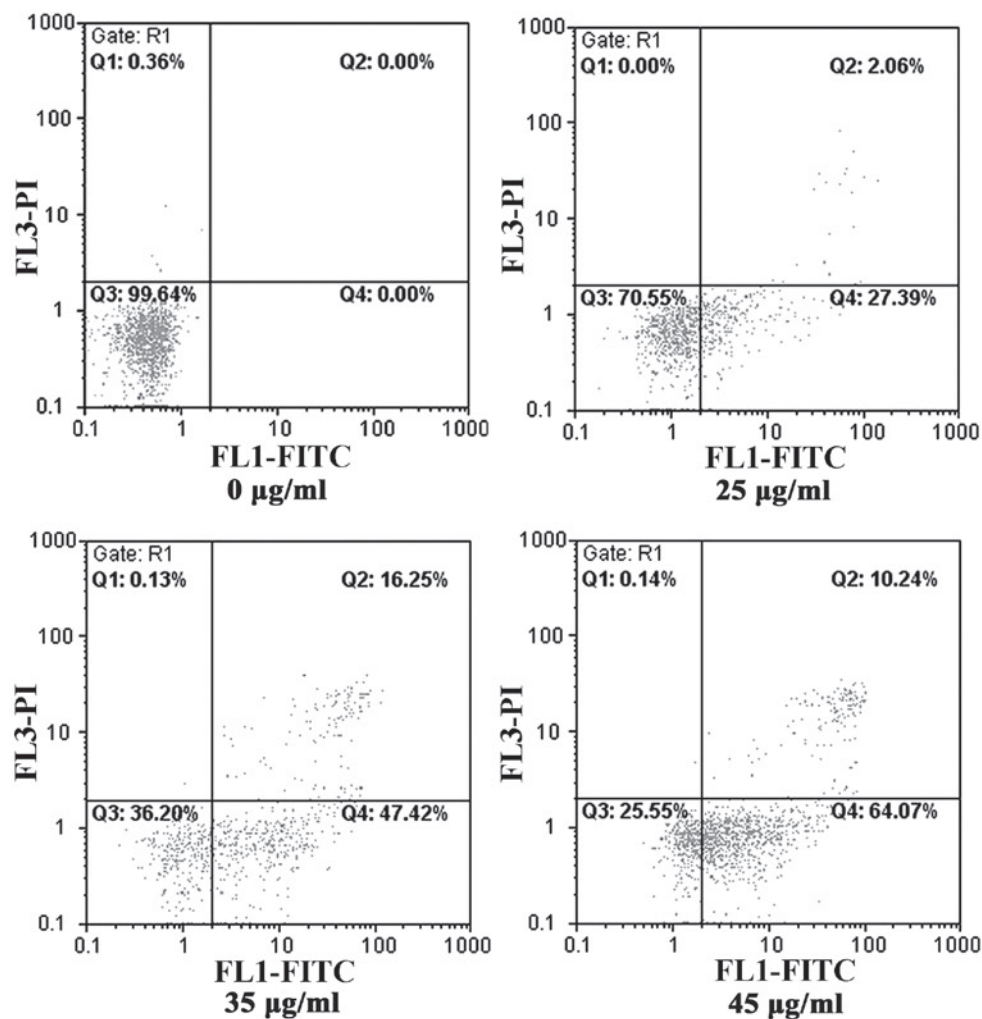 1000
Gate: R1
Q1: 0.36%
Q2: 0.00%
100
FL3-PI
10
Q3: 99.64%
Q4: 0.00%
1
0.1
0.1 1 10 100 1000
FL1-FITC
0 µg/ml
1000
Gate: R1
Q1: 0.00%
Q2: 2.06%
100
FL3-PI
10
Q3: 70.55%
Q4: 27.39%
1
0.1
0.1 1 10 100 1000
FL1-FITC
25 µg/ml
1000
Gate: R1
Q1: 0.13%
Q2: 16.25%
100
FL3-PI
10
Q3: 36.20%
Q4: 47.42%
1
0.1
0.1 1 10 100 1000
FL1-FITC
35 µg/ml
1000
Gate: R1
Q1: 0.14%
Q2: 10.24%
100
FL3-PI
10
Q3: 25.55%
Q4: 64.07%
1
0.1
0.1 1 10 100 1000
FL1-FITC
45 µg/ml